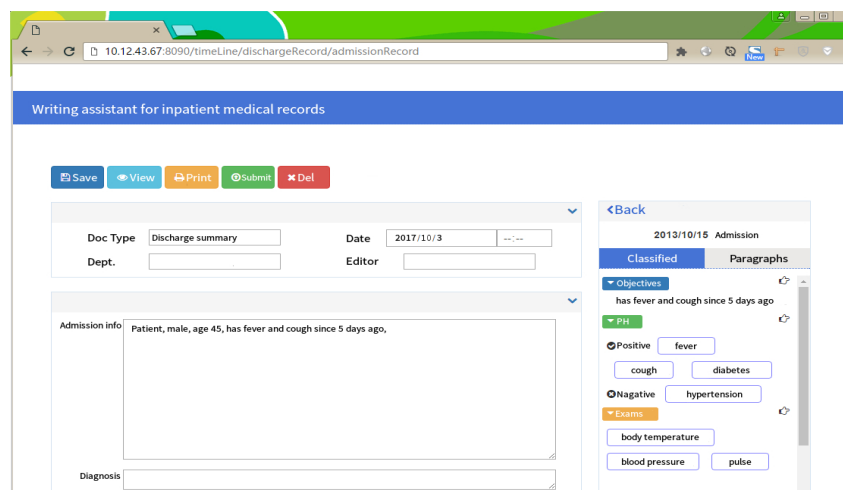 10.12.43.67:8090/timeLine/dischargeRecord/admissionRecord
New
Writing assistant for inpatient medical records
Save View Print Submit Del
Doc Type Discharge summary Date 2017/10/3 --:--
Dept. Editor
Admission info Patient, male, age 45, has fever and cough since 5 days ago,
Diagnosis
Back
2013/10/15 Admission
Classified Paragraphs
Objectives
has fever and cough since 5 days ago
PH
Positive fever
cough diabetes
Nagative hypertension
Exams
body temperature
blood pressure pulse